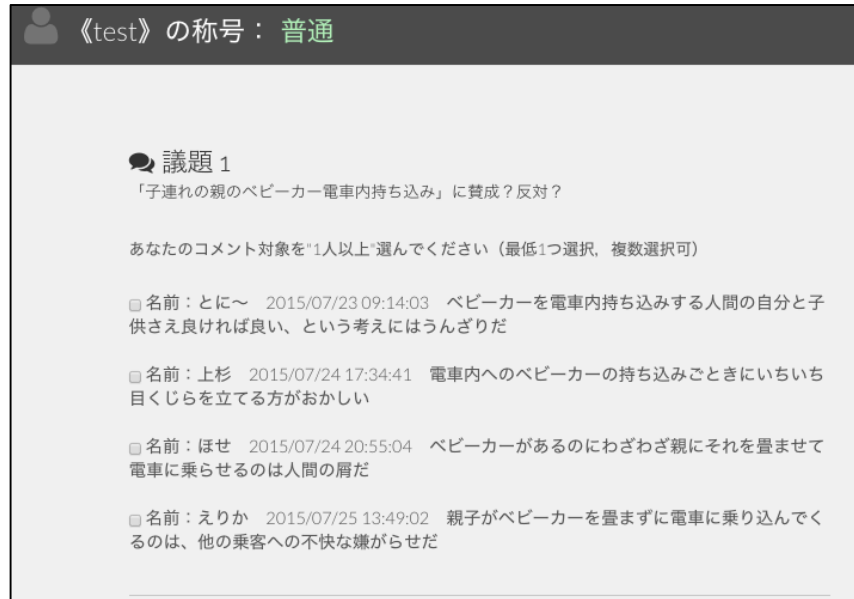 《test》の称号： 普通
議題 1
「子連れの親のベビーカー電車内持ち込み」に賛成？反対？
あなたのコメント対象を"1人以上"選んでください（最低1つ選択，複数選択可）
名前：とに〜　2015/07/23 09:14:03　ベビーカーを電車内持ち込みする人間の自分と子
供さえ良ければ良い、という考えにはうんざりだ
名前：上杉　2015/07/24 17:34:41　電車内へのベビーカーの持ち込みごときにいちいち
目くじらを立てる方がおかしい
名前：ほせ　2015/07/24 20:55:04　ベビーカーがあるのにわざわざ親にそれを畳ませて
電車に乗らせるのは人間の屑だ
名前：えりか　2015/07/25 13:49:02　親子がベビーカーを畳まずに電車に乗り込んでく
るのは、他の乗客への不快な嫌がらせだ